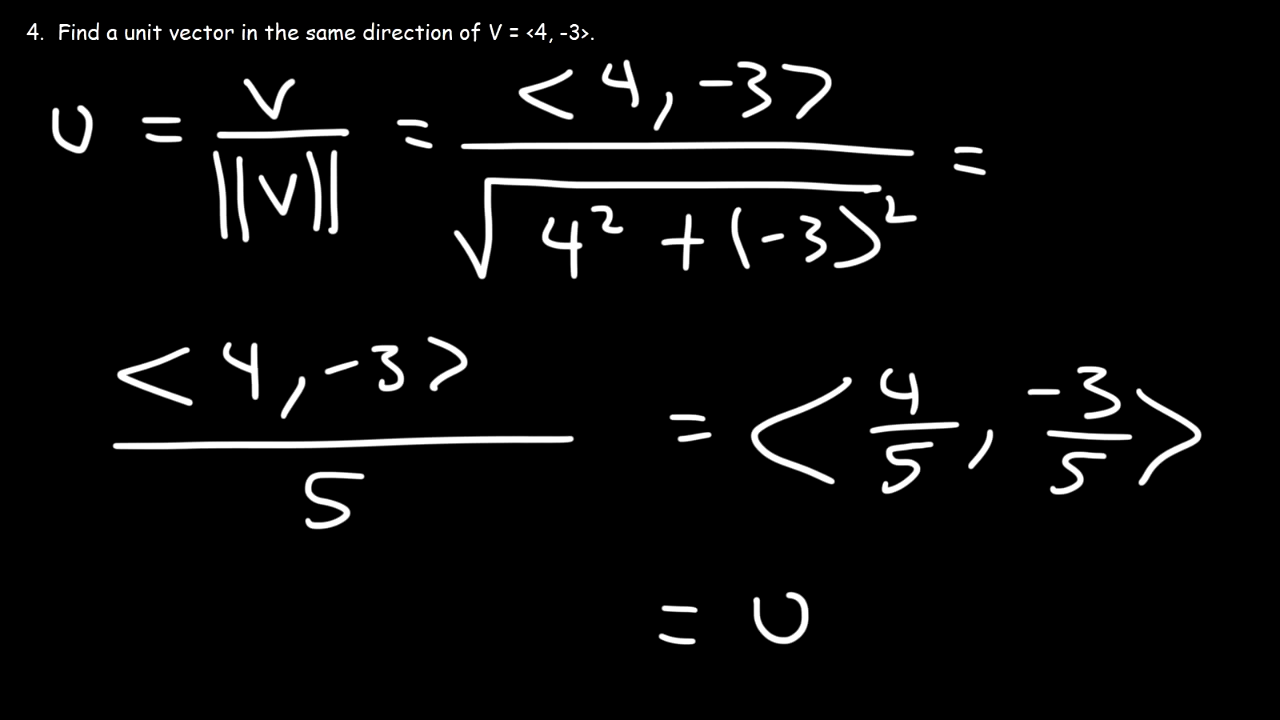 4. Find a unit vector in the same direction of V = <4, -3>.
u = v / ||v|| = <4, -3> / √(4² + (-3)²) =
<4, -3> / 5 = <4/5, -3/5>
= u